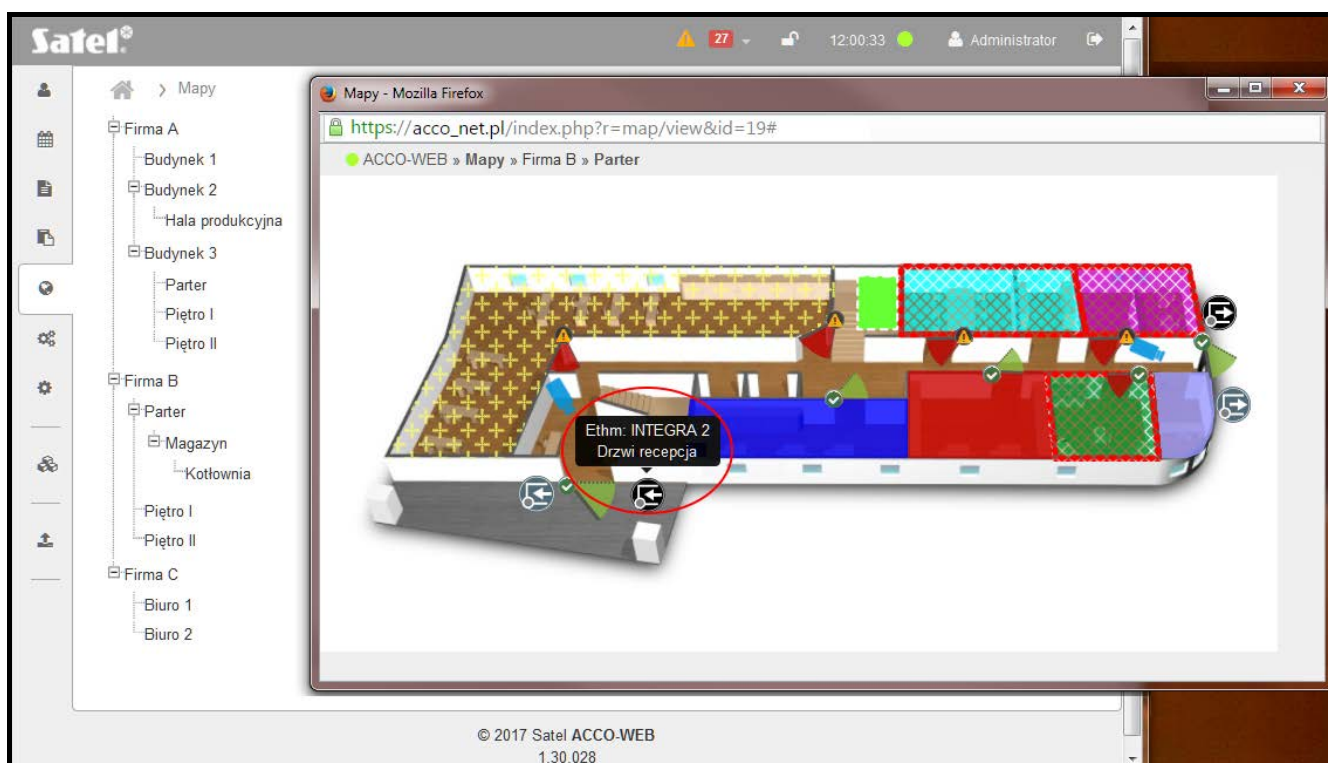 Satel®
27
12:00:33
Administrator
Mapy
Firma A
Budynek 1
Budynek 2
Hala produkcyjna
Budynek 3
Parter
Piętro I
Piętro II
Firma B
Parter
Magazyn
Kotłownia
Piętro I
Piętro II
Firma C
Biuro 1
Biuro 2
Mapy - Mozilla Firefox
https://acco_net.pl/index.php?r=map/view&id=19#
ACCO-WEB » Mapy » Firma B » Parter
Ethm: INTEGRA 2
Drzwi recepcja
© 2017 Satel ACCO-WEB
1.30.028